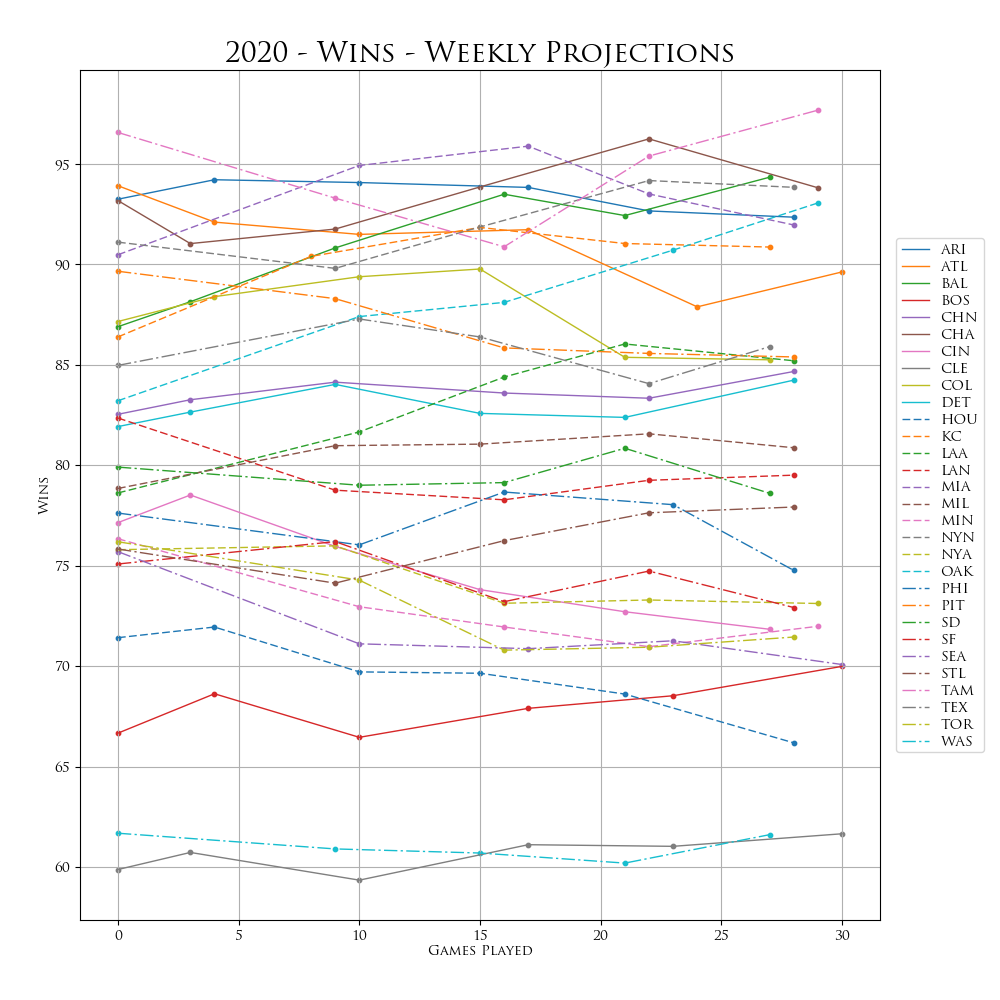 2020 - Wins - Weekly Projections
95
90
85
80
75
70
65
60
Wins
0 5 10 15 20 25 30
Games Played
ARI
ATL
BAL
BOS
CHN
CHA
CIN
CLE
COL
DET
HOU
KC
LAA
LAN
MIA
MIL
MIN
NYN
NYA
OAK
PHI
PIT
SD
SF
SEA
STL
TAM
TEX
TOR
WAS